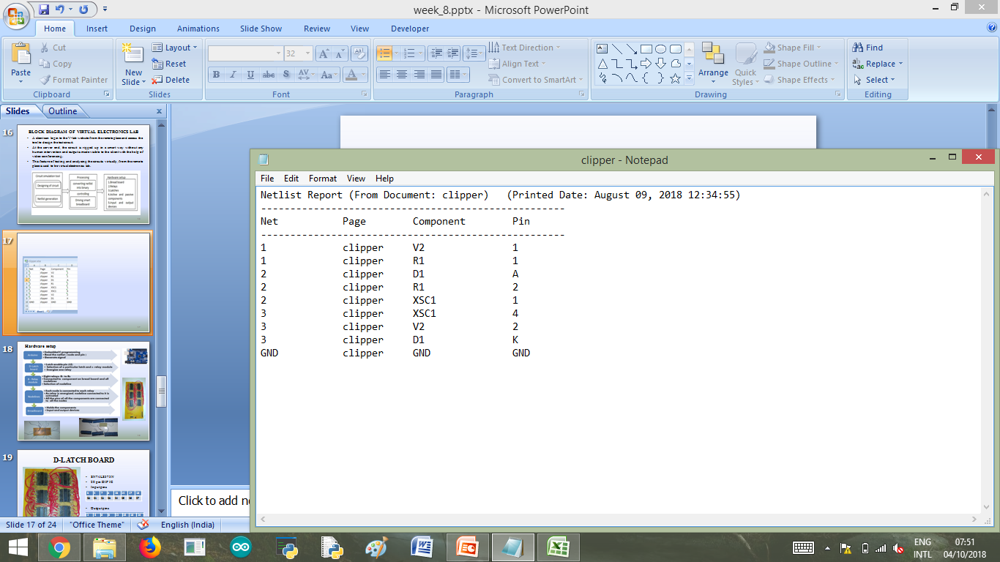 week_8.pptx - Microsoft PowerPoint
Home Insert Design Animations Slide Show Review View Developer
Paste
Cut
Copy
Format Painter
Clipboard
New Slide
Layout
Reset
Delete
Slides
32
Font
Paragraph
Text Direction
Align Text
Convert to SmartArt
Arrange
Quick Styles
Shape Fill
Shape Outline
Shape Effects
Drawing
Find
Replace
Select
Editing
Slides Outline x
16
BLOCK DIAGRAM OF VIRTUAL ELECTRONICS LAB
17
18
Hardware setup
19
D-LATCH BOARD
Click to add
clipper - Notepad
File Edit Format View Help
Netlist Report (From Document: clipper) (Printed Date: August 09, 2018 12:34:55)
----------------------------------------------------
Net Page Component Pin
----------------------------------------------------
1 clipper V2 1
1 clipper R1 1
2 clipper D1 A
2 clipper R1 2
2 clipper XSC1 1
3 clipper XSC1 4
3 clipper V2 2
3 clipper D1 K
GND clipper GND GND
Slide 17 of 24 "Office Theme" English (India)
ENG
INTL
07:51
04/10/2018